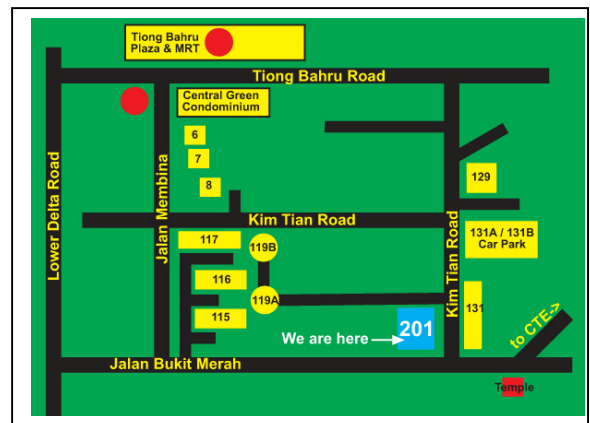 Tiong Bahru
Plaza & MRT
Tiong Bahru Road
Central Green
Condominium
6
7
8
129
Lower Delta Road
Jalan Membina
Kim Tian Road
Kim Tian Road
117
119B
131A / 131B
Car Park
116
119A
115
131
201
We are here
to CTE->
Jalan Bukit Merah
Temple